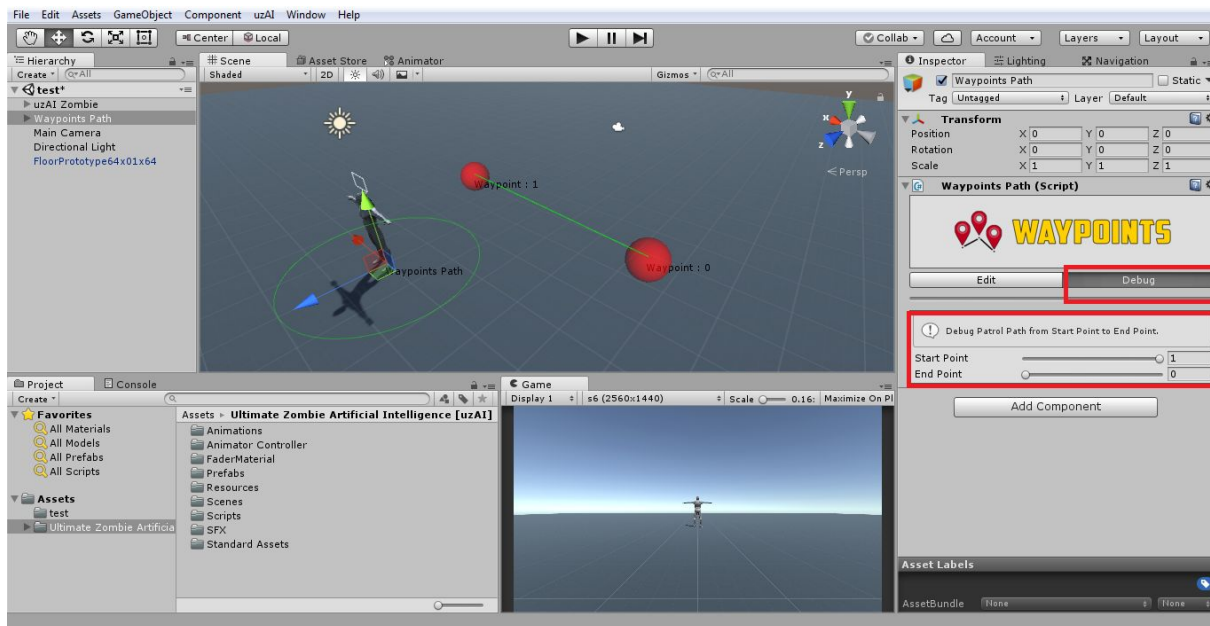 File Edit Assets GameObject Component uzAI Window Help
Center Local Collab Account Layers Layout
Hierarchy
Create All
test*
uzAI Zombie
Waypoints Path
Main Camera
Directional Light
FloorPrototype64x01x64
Scene Asset Store Animator
Shaded 2D Gizmos All
y
x
z
Persp
Waypoint : 1
Waypoint : 0
Waypoints Path
Inspector Lighting Navigation
Waypoints Path Static
Tag Untagged Layer Default
Transform
Position X 0 Y 0 Z 0
Rotation X 0 Y 0 Z 0
Scale X 1 Y 1 Z 1
Waypoints Path (Script)
WAYPOINTS
Edit Debug
Debug Patrol Path from Start Point to End Point.
Start Point 1
End Point 0
Add Component
Project Console
Create
Favorites
All Materials
All Models
All Prefabs
All Scripts
Assets
test
Ultimate Zombie Artificia
Assets Ultimate Zombie Artificial Intelligence [uzAI]
Animations
Animator Controller
FaderMaterial
Prefabs
Resources
Scenes
Scripts
SFX
Standard Assets
Game
Display 1 s6 (2560x1440) Scale 0.16: Maximize On Pl
Asset Labels
AssetBundle None None